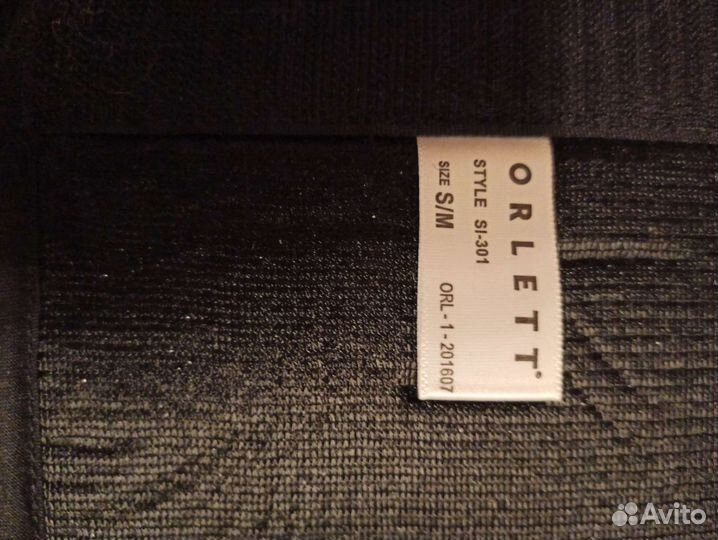 ORLETT®
STYLE SI-301
SIZE S/M ORL-1-201607
Avito